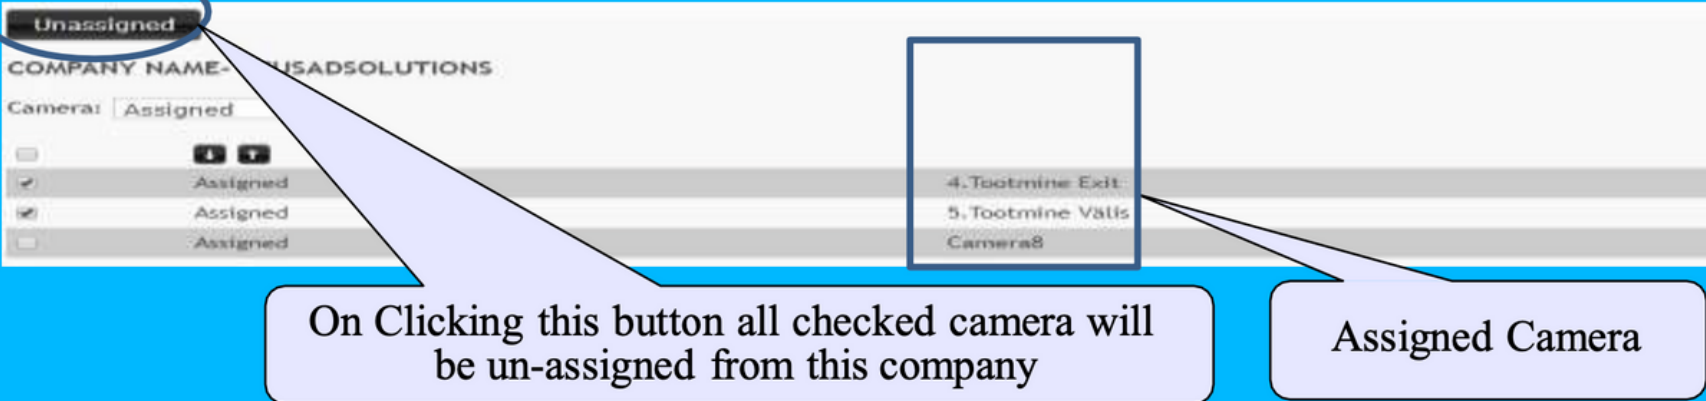 Unassigned
COMPANY NAME- USADSOLUTIONS
Camera: Assigned
Assigned 4.Tootmine Exit
Assigned 5.Tootmine Välis
Assigned Camera8
On Clicking this button all checked camera will
be un-assigned from this company
Assigned Camera